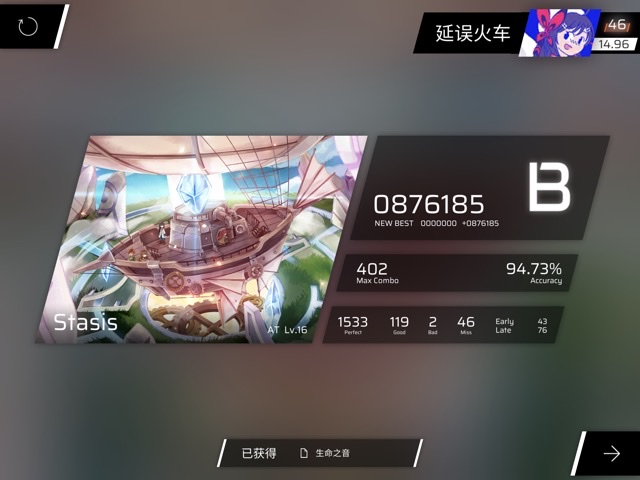 延误火车
46
14.96
0876185
B
NEW BEST 0000000 +0876185
402
Max Combo
94.73%
Accuracy
Stasis
AT Lv.16
1533
Perfect
119
Good
2
Bad
46
Miss
Early 43
Late 76
已获得 生命之音